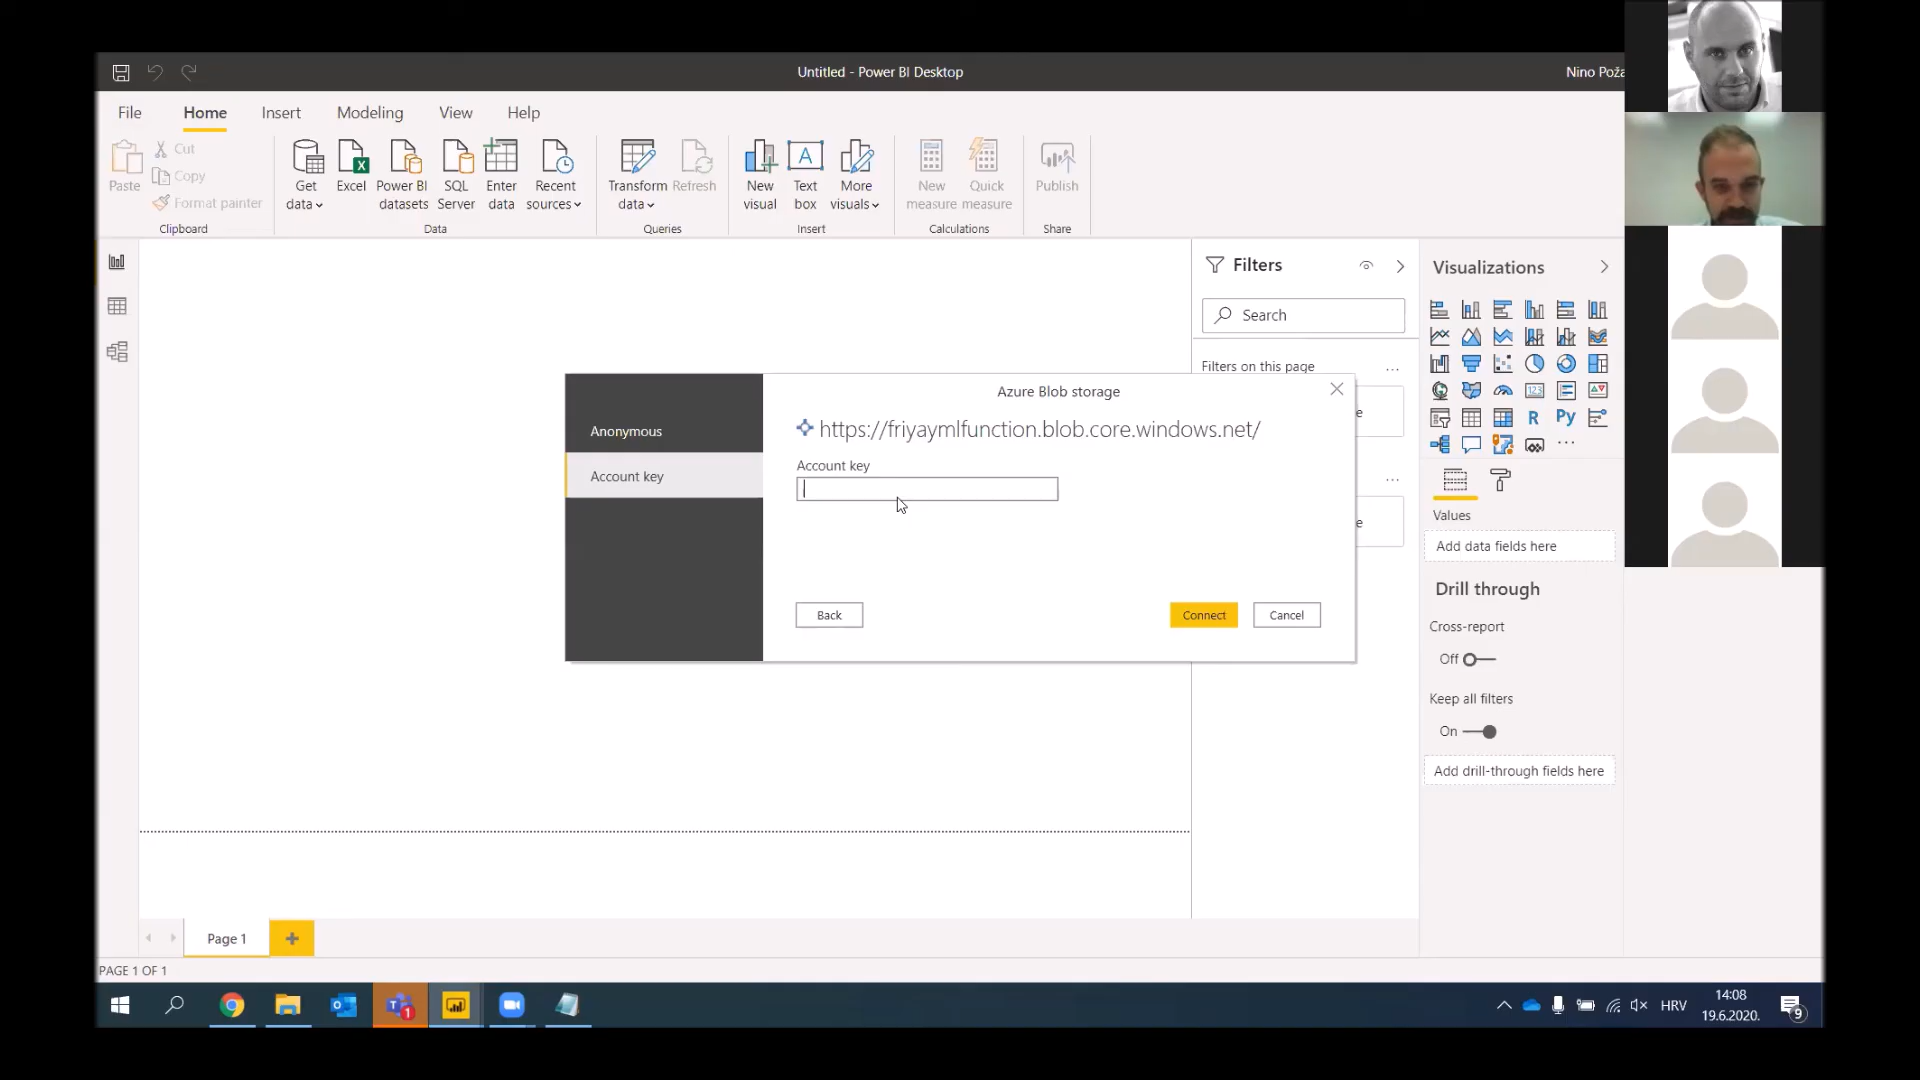 Untitled - Power BI Desktop
Nino Poža
File
Home
Insert
Modeling
View
Help
Paste
Cut
Copy
Format painter
Clipboard
Get data
Excel
Power BI datasets
SQL Server
Enter data
Recent sources
Data
Transform data
Refresh
Queries
New visual
Text box
More visuals
Insert
New measure
Quick measure
Calculations
Publish
Share
Filters
Search
Filters on this page
...
e
...
e
Visualizations
123
R
Py
...
Values
Add data fields here
Drill through
Cross-report
Off
Keep all filters
On
Add drill-through fields here
Azure Blob storage
Anonymous
Account key
https://friyaymlfunction.blob.core.windows.net/
Account key
Back
Connect
Cancel
Page 1
PAGE 1 OF 1
1
HRV
14:08
19.6.2020.
9